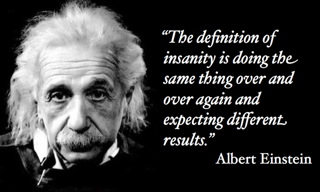 “The definition of
insanity is doing the
same thing over and
over again and
expecting different
results.”
Albert Einstein